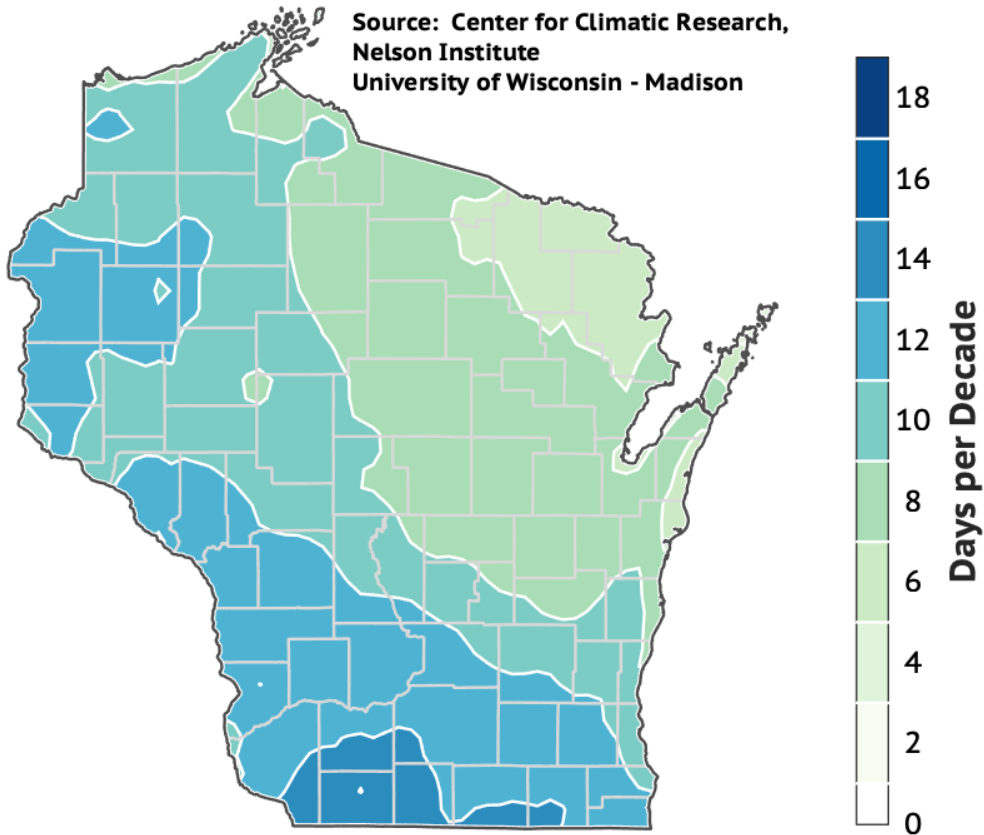 Source: Center for Climatic Research,
Nelson Institute
University of Wisconsin - Madison
18
16
14
12
10
8
6
4
2
0
Days per Decade